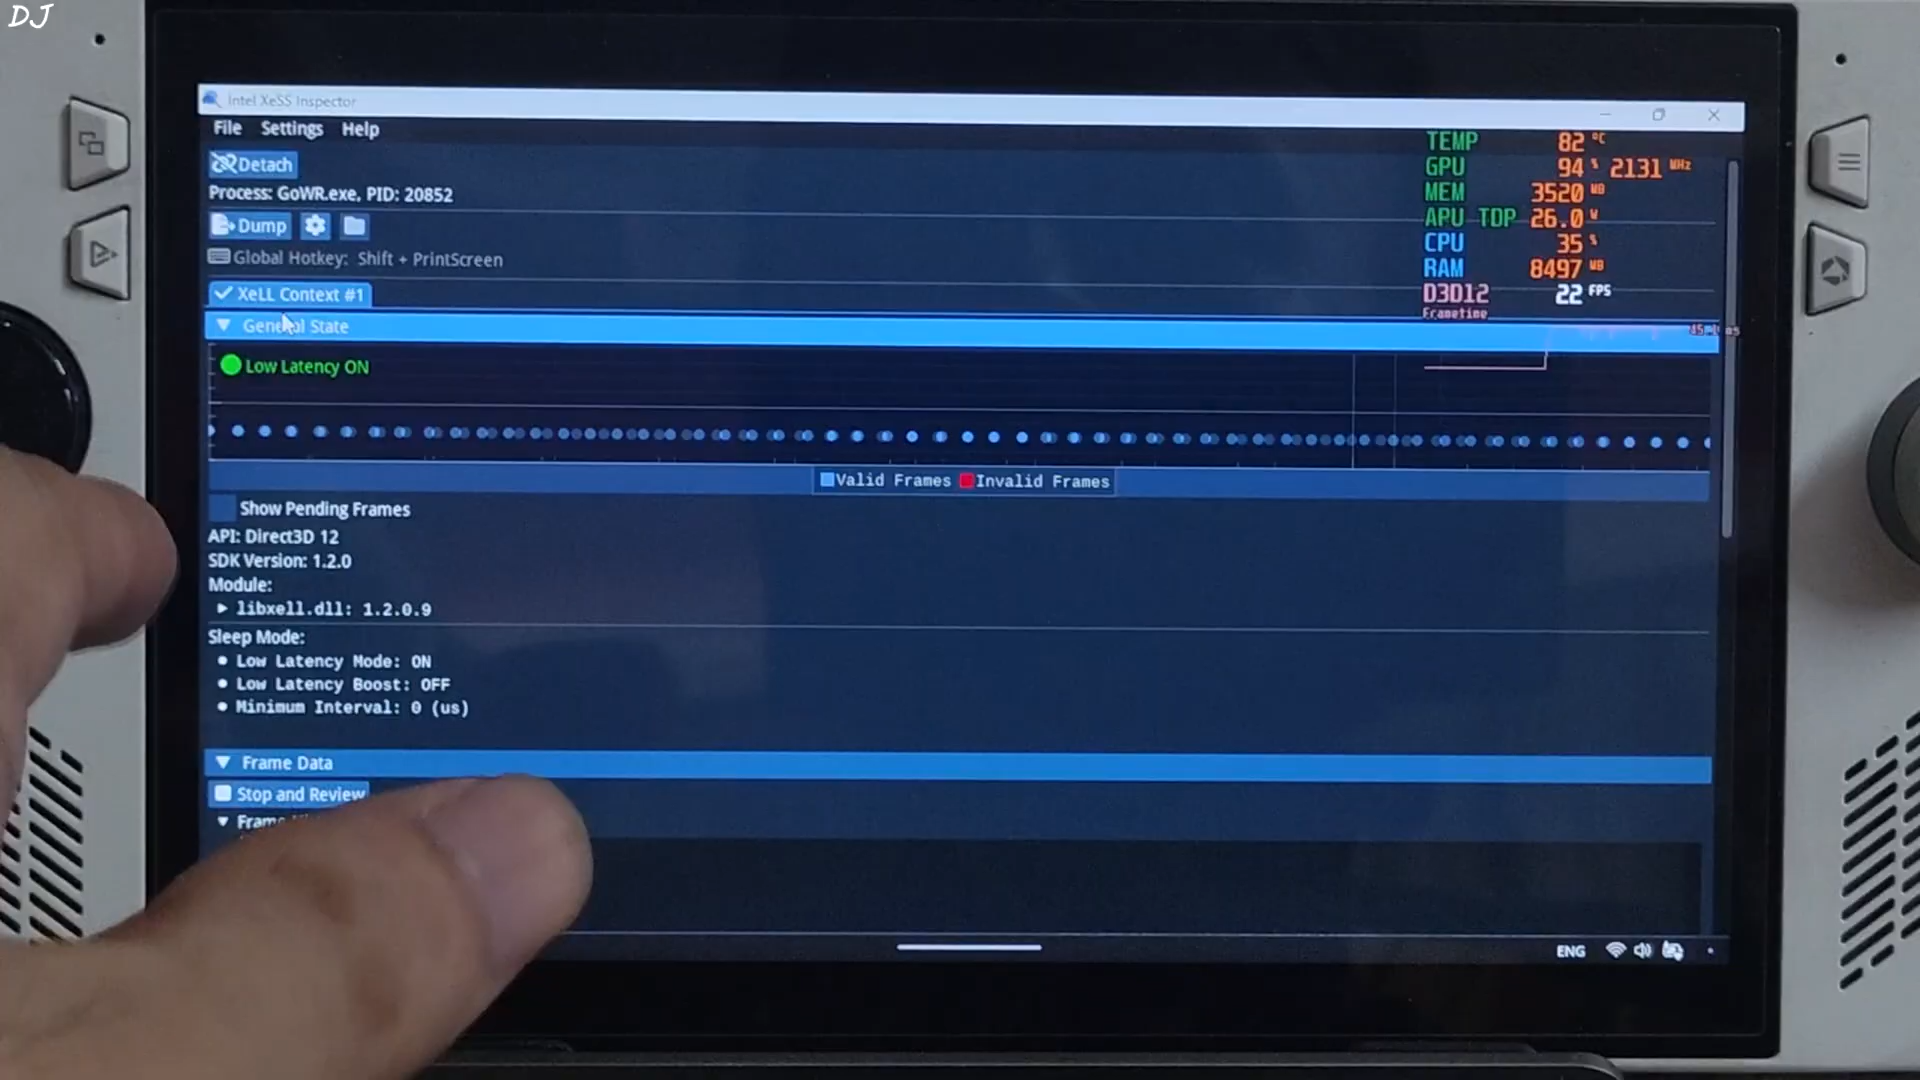 DJ
Intel XeSS Inspector
File Settings Help
Detach
Process: GoWR.exe, PID: 20852
Dump
Global Hotkey: Shift + PrintScreen
XeLL Context #1
General State
TEMP 82 °C
GPU 94 % 2131 MHz
MEM 3520 MB
APU TDP 26.0 W
CPU 35 %
RAM 8497 MB
D3D12 22 FPS
Frametime
Low Latency ON
Valid Frames Invalid Frames
Show Pending Frames
API: Direct3D 12
SDK Version: 1.2.0
Module:
libxell.dll: 1.2.0.9
Sleep Mode:
Low Latency Mode: ON
Low Latency Boost: OFF
Minimum Interval: 0 (us)
Frame Data
Stop and Review
ENG